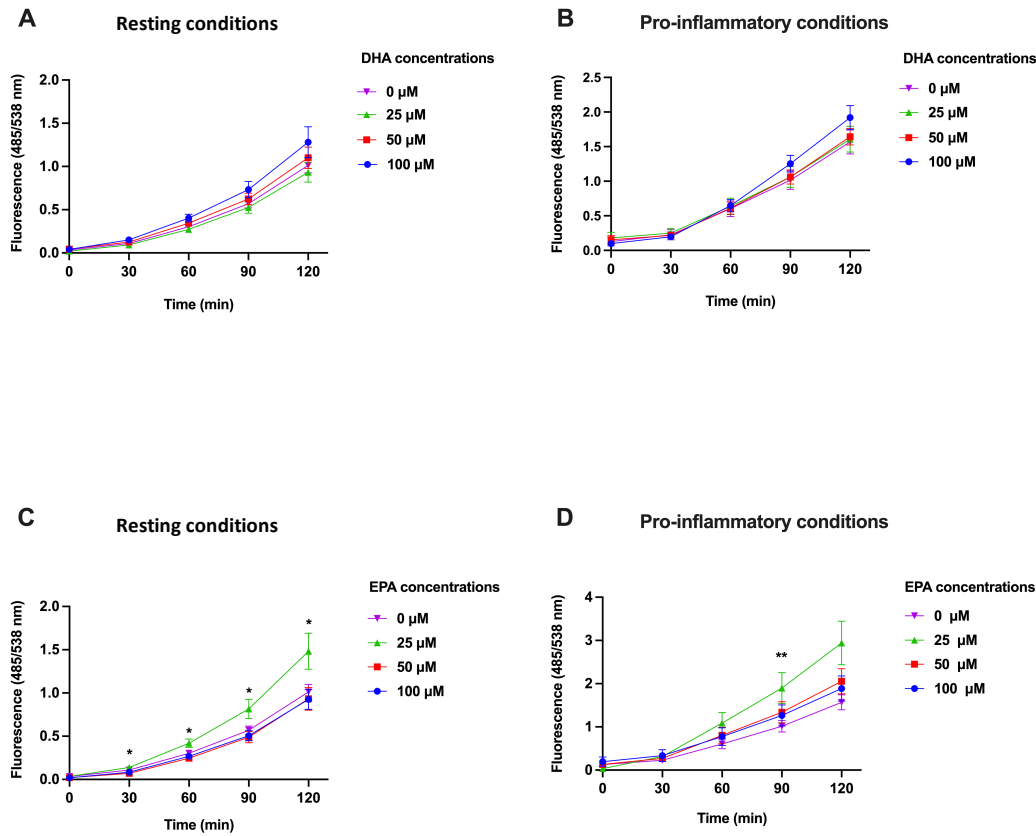 A
Resting conditions
DHA concentrations
0 µM
25 µM
50 µM
100 µM
Fluorescence (485/538 nm)
2.0
1.5
1.0
0.5
0.0
0 30 60 90 120
Time (min)
B
Pro-inflammatory conditions
DHA concentrations
0 µM
25 µM
50 µM
100 µM
Fluorescence (485/538 nm)
2.5
2.0
1.5
1.0
0.5
0.0
0 30 60 90 120
Time (min)
C
Resting conditions
EPA concentrations
0 µM
25 µM
50 µM
100 µM
Fluorescence (485/538 nm)
2.0
1.5
1.0
0.5
0.0
* * * *
0 30 60 90 120
Time (min)
D
Pro-inflammatory conditions
EPA concentrations
0 µM
25 µM
50 µM
100 µM
Fluorescence (485/538 nm)
4
3
2
1
0
**
0 30 60 90 120
Time (min)